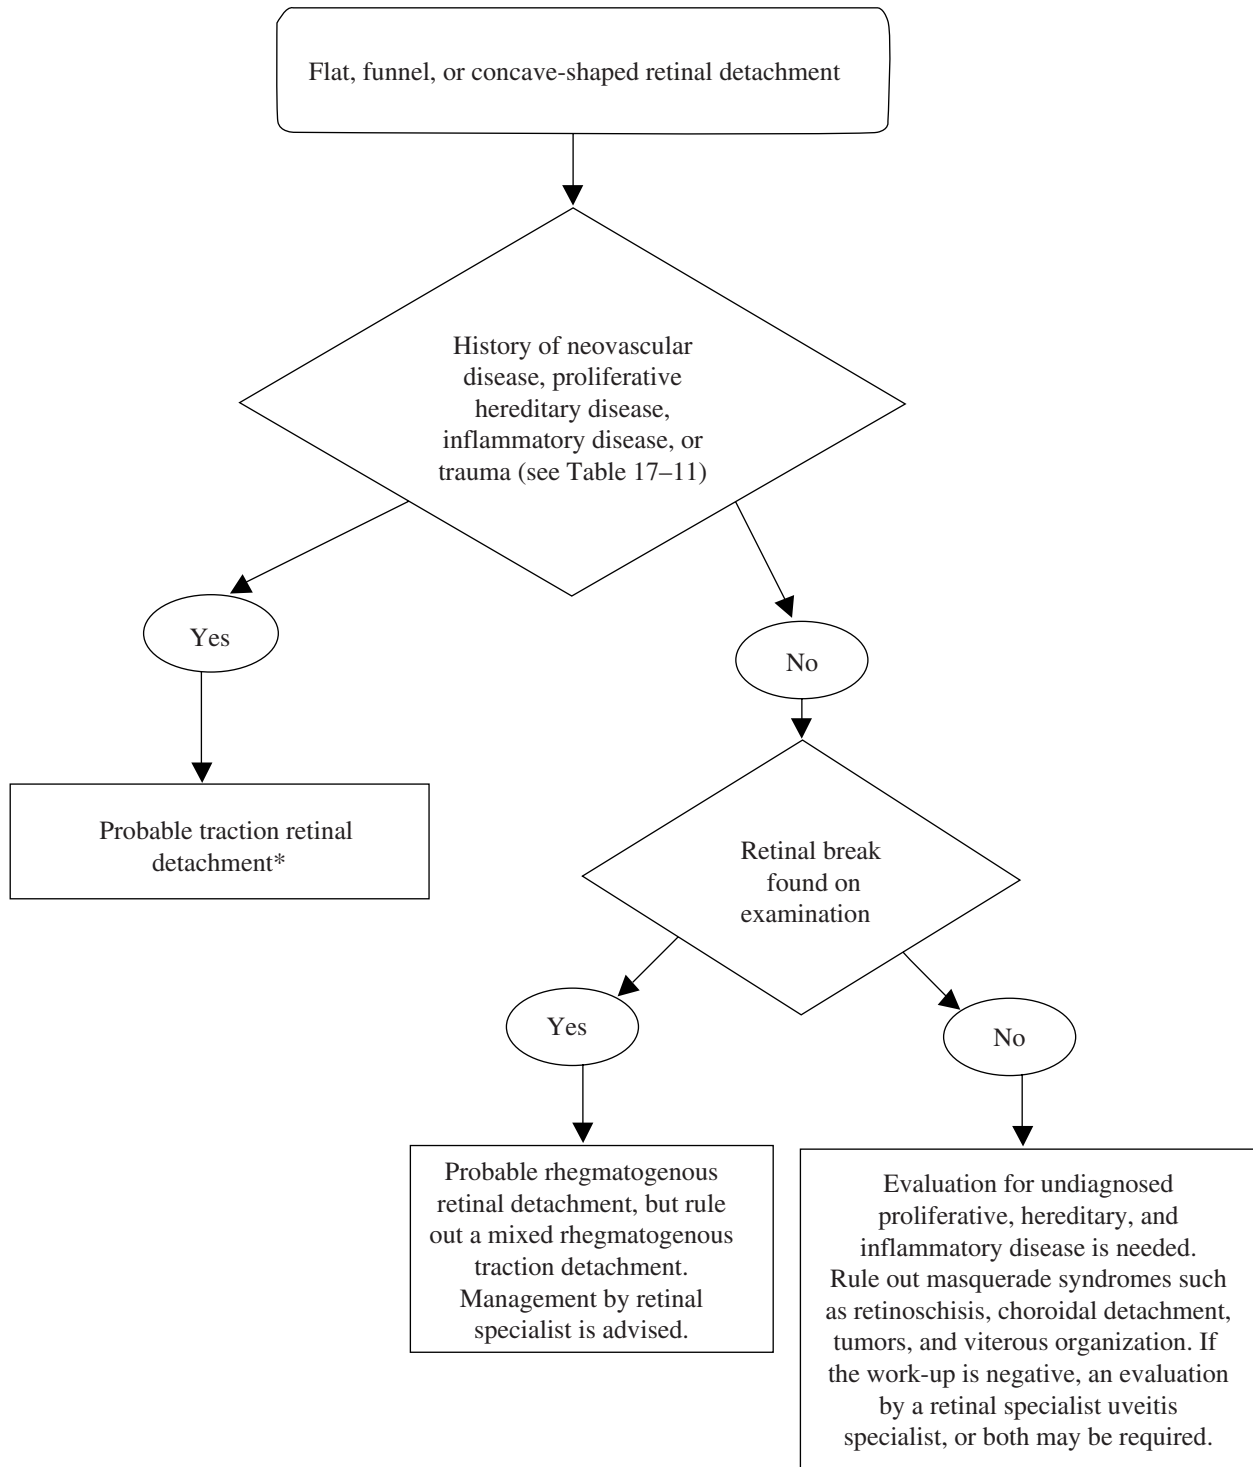 Flat, funnel, or concave-shaped retinal detachment
History of neovascular
disease, proliferative
hereditary disease,
inflammatory disease, or
trauma (see Table 17–11)
Yes
No
Probable traction retinal
detachment*
Retinal break
found on
examination
Yes
No
Probable rhegmatogenous
retinal detachment, but rule
out a mixed rhegmatogenous
traction detachment.
Management by retinal
specialist is advised.
Evaluation for undiagnosed
proliferative, hereditary, and
inflammatory disease is needed.
Rule out masquerade syndromes such
as retinoschisis, choroidal detachment,
tumors, and viterous organization. If
the work-up is negative, an evaluation
by a retinal specialist uveitis
specialist, or both may be required.